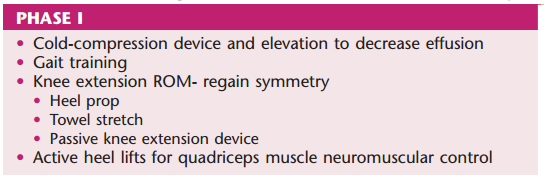 PHASE I
• Cold-compression device and elevation to decrease effusion
• Gait training
• Knee extension ROM- regain symmetry
• Heel prop
• Towel stretch
• Passive knee extension device
• Active heel lifts for quadriceps muscle neuromuscular control